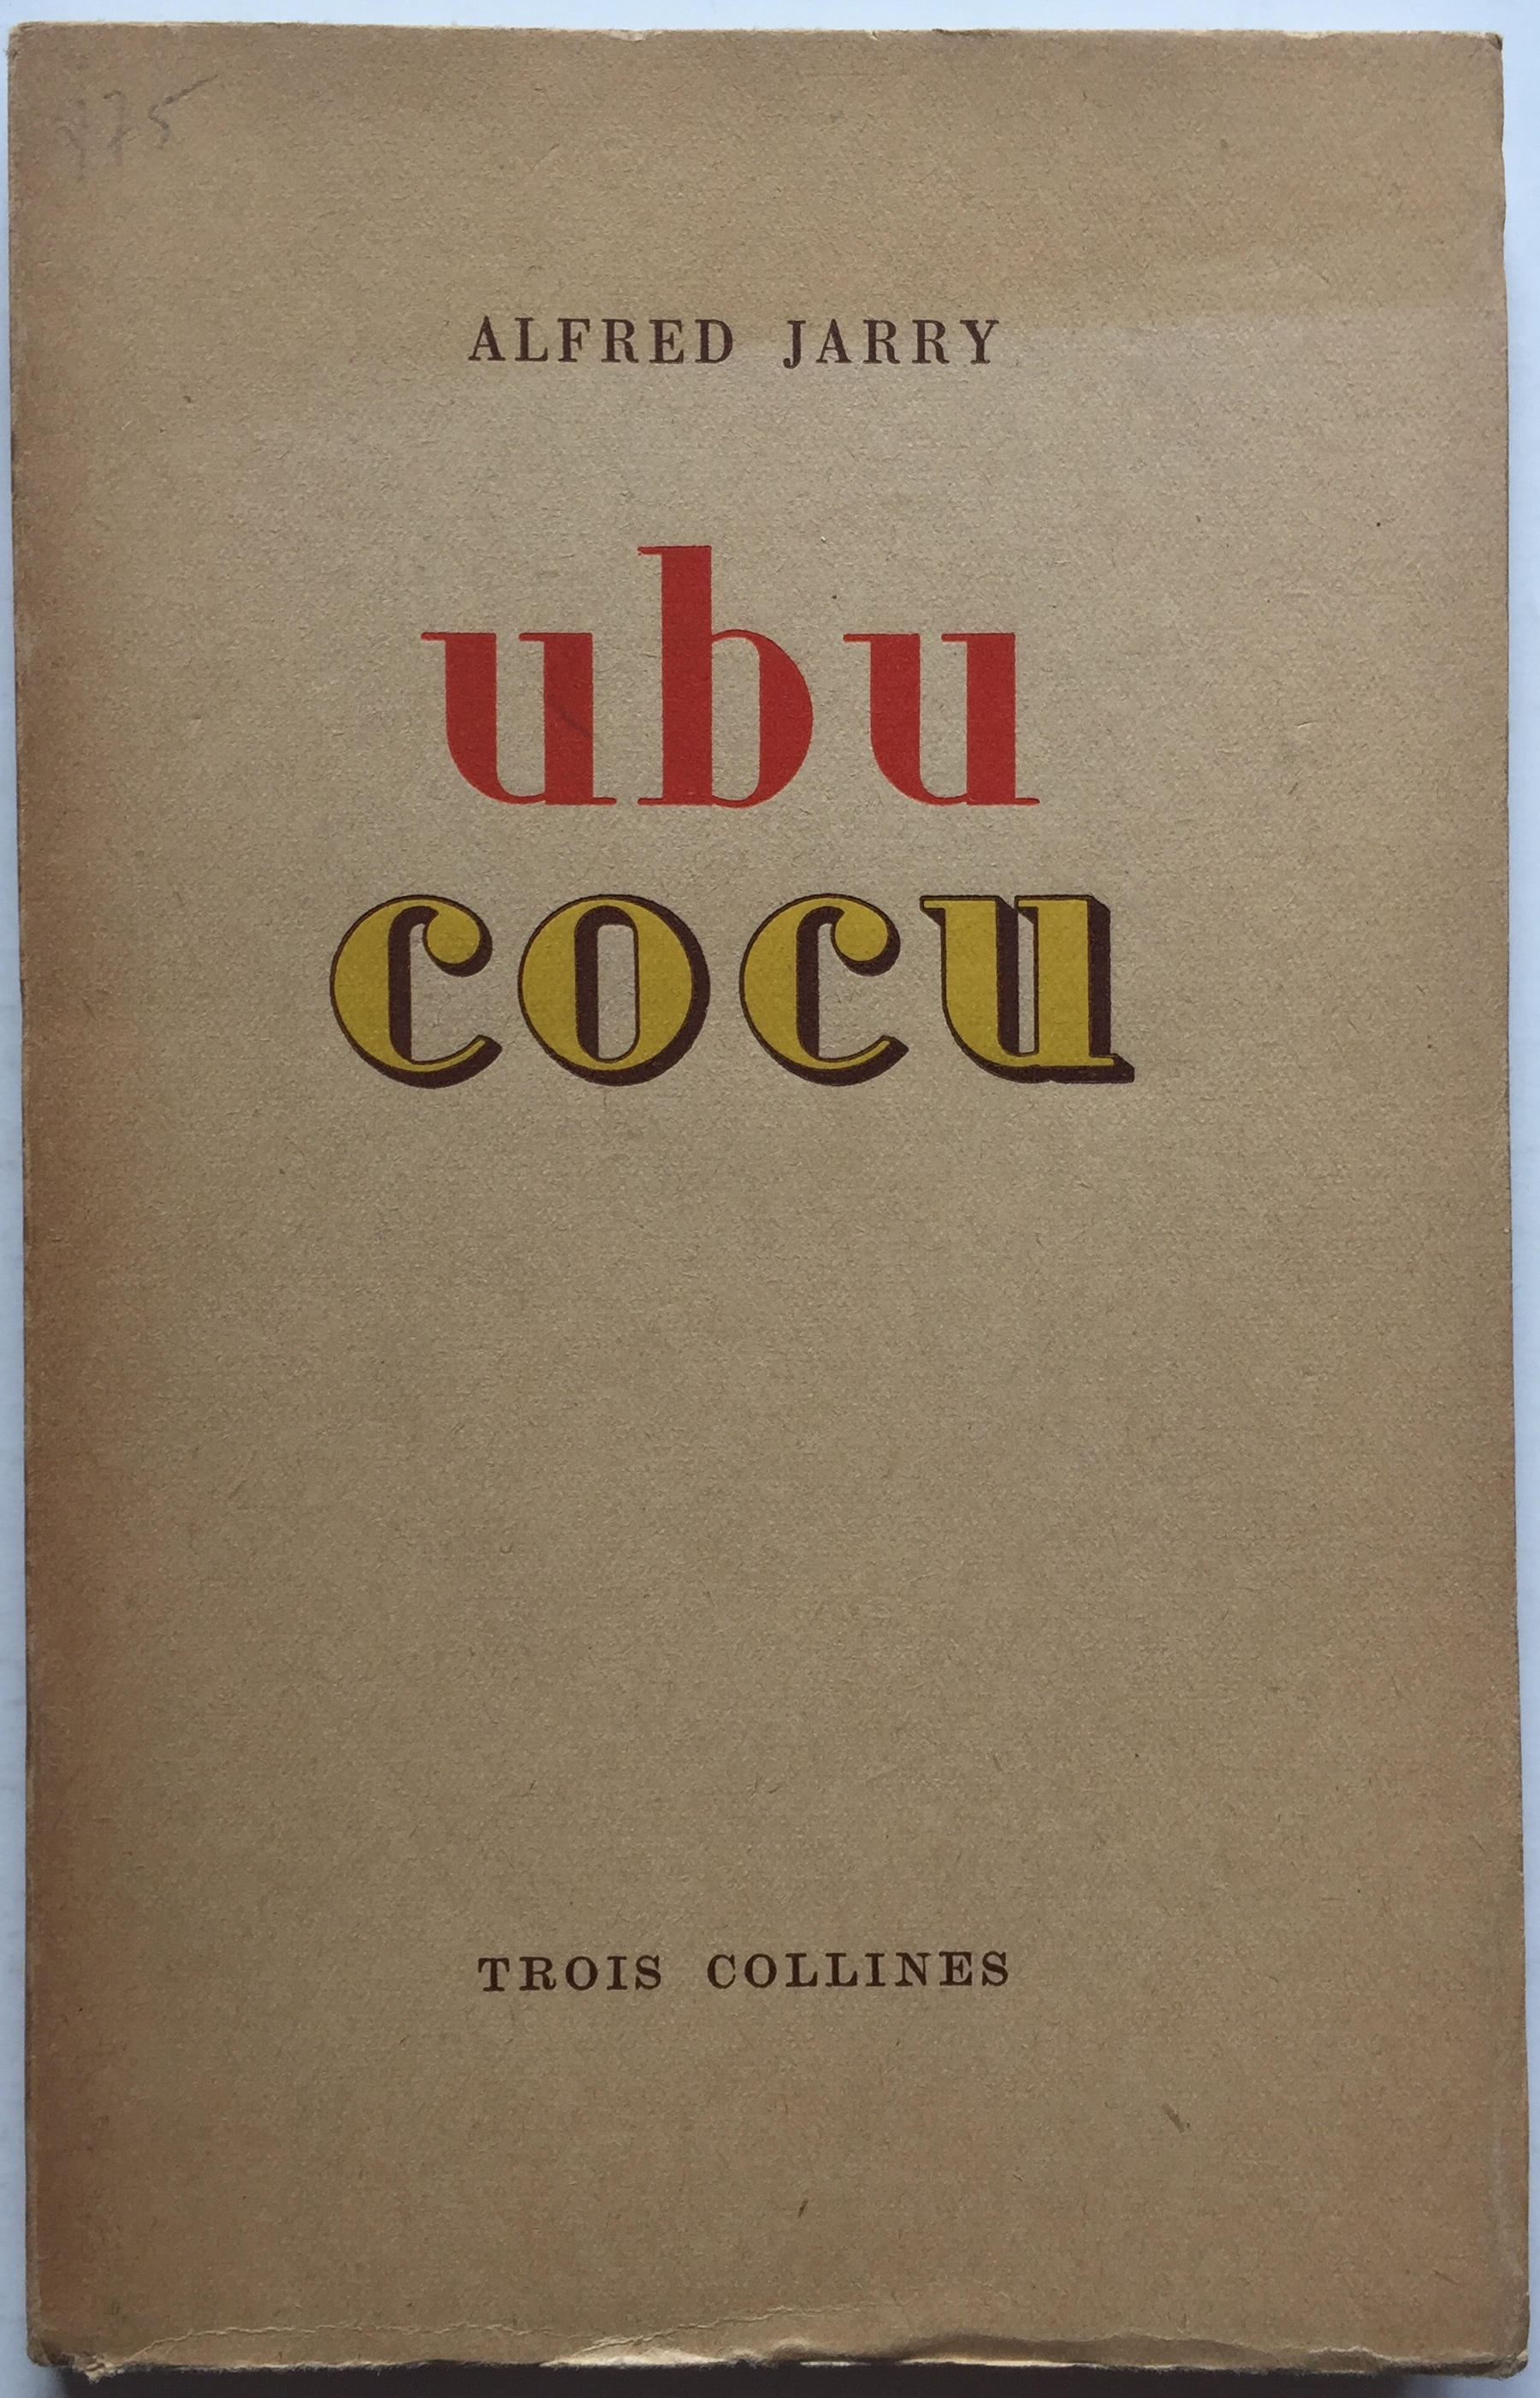 ALFRED JARRY
ubu
cocu
TROIS COLLINES